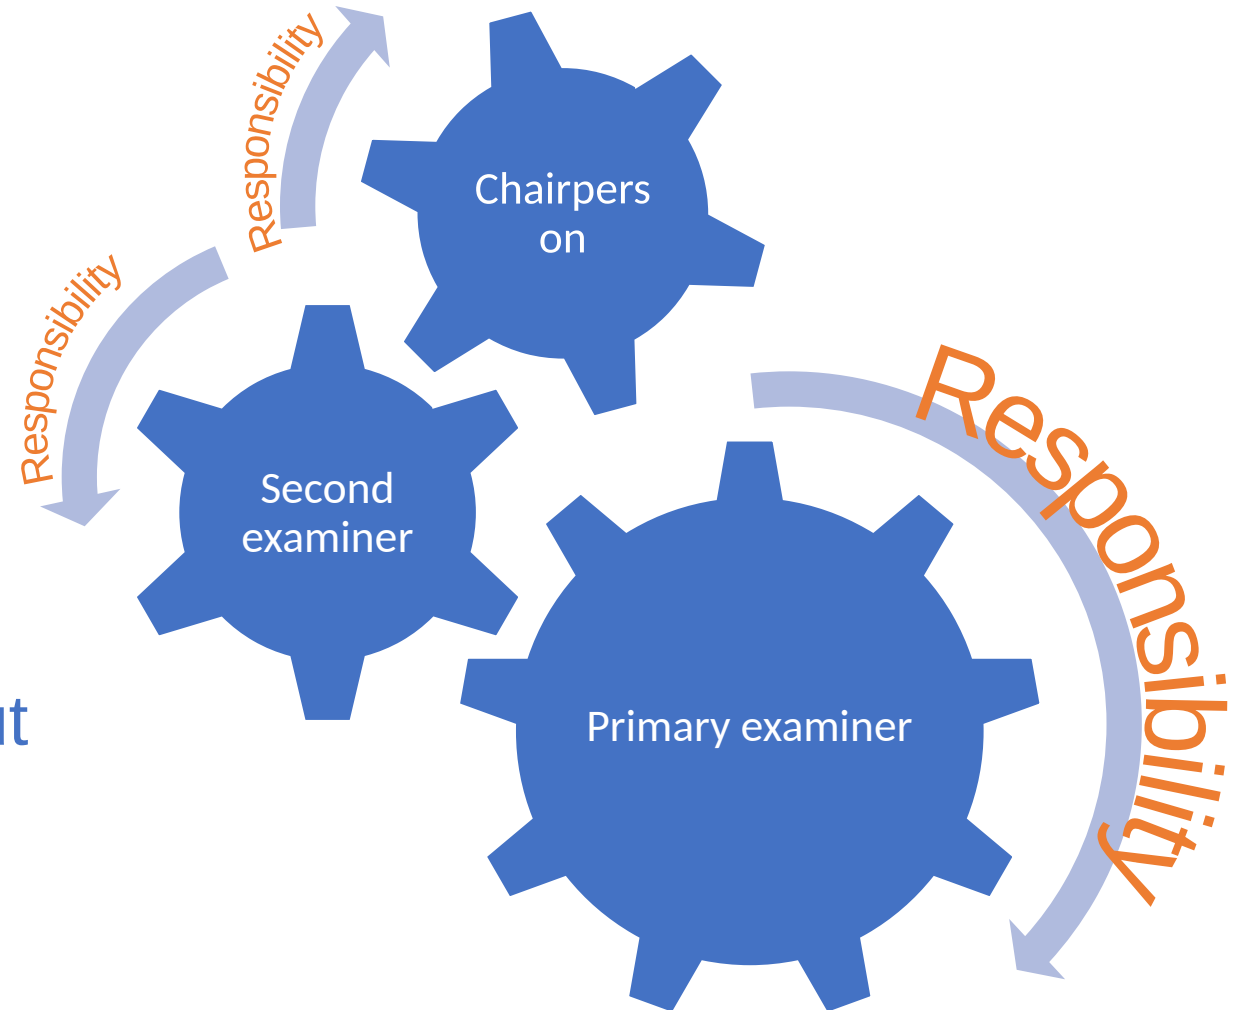 Responsibility
Chairpers
on
Responsibility
Second
examiner
Responsibility
Primary examiner